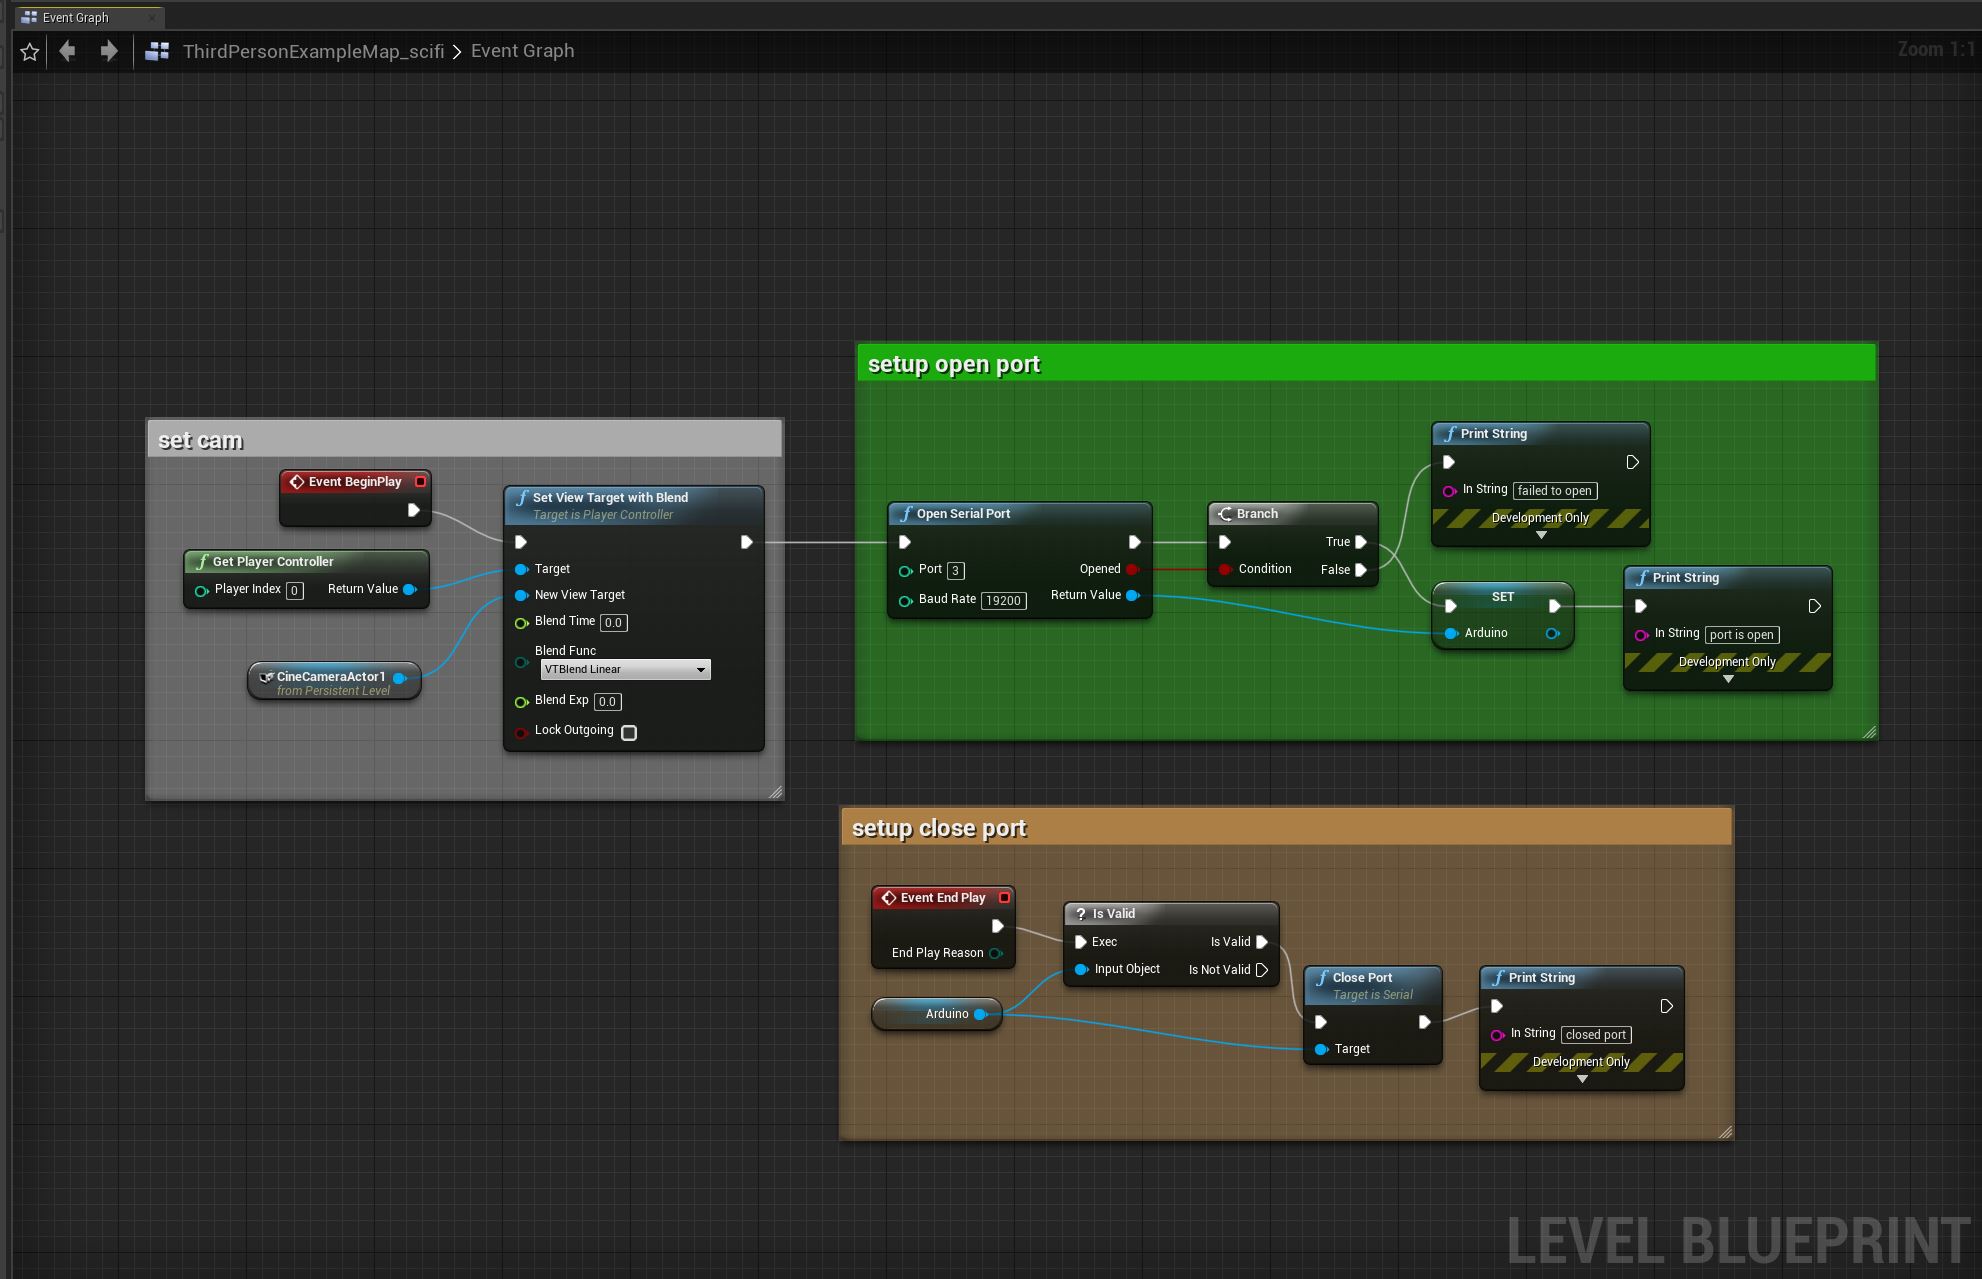 Event Graph
ThirdPersonExampleMap_scifi > Event Graph
Zoom 1:1
set cam
Event BeginPlay
Get Player Controller
Player Index 0
Return Value
CineCameraActor1
from Persistent Level
Set View Target with Blend
Target is Player Controller
Target
New View Target
Blend Time 0.0
Blend Func
VTBlend Linear
Blend Exp 0.0
Lock Outgoing
setup open port
Open Serial Port
Port 3
Opened
Baud Rate 19200
Return Value
Branch
True
Condition
False
Print String
In String failed to open
Development Only
SET
Arduino
Print String
In String port is open
Development Only
setup close port
Event End Play
End Play Reason
Arduino
? Is Valid
Exec
Is Valid
Input Object
Is Not Valid
Close Port
Target is Serial
Target
Print String
In String closed port
Development Only
LEVEL BLUEPRINT